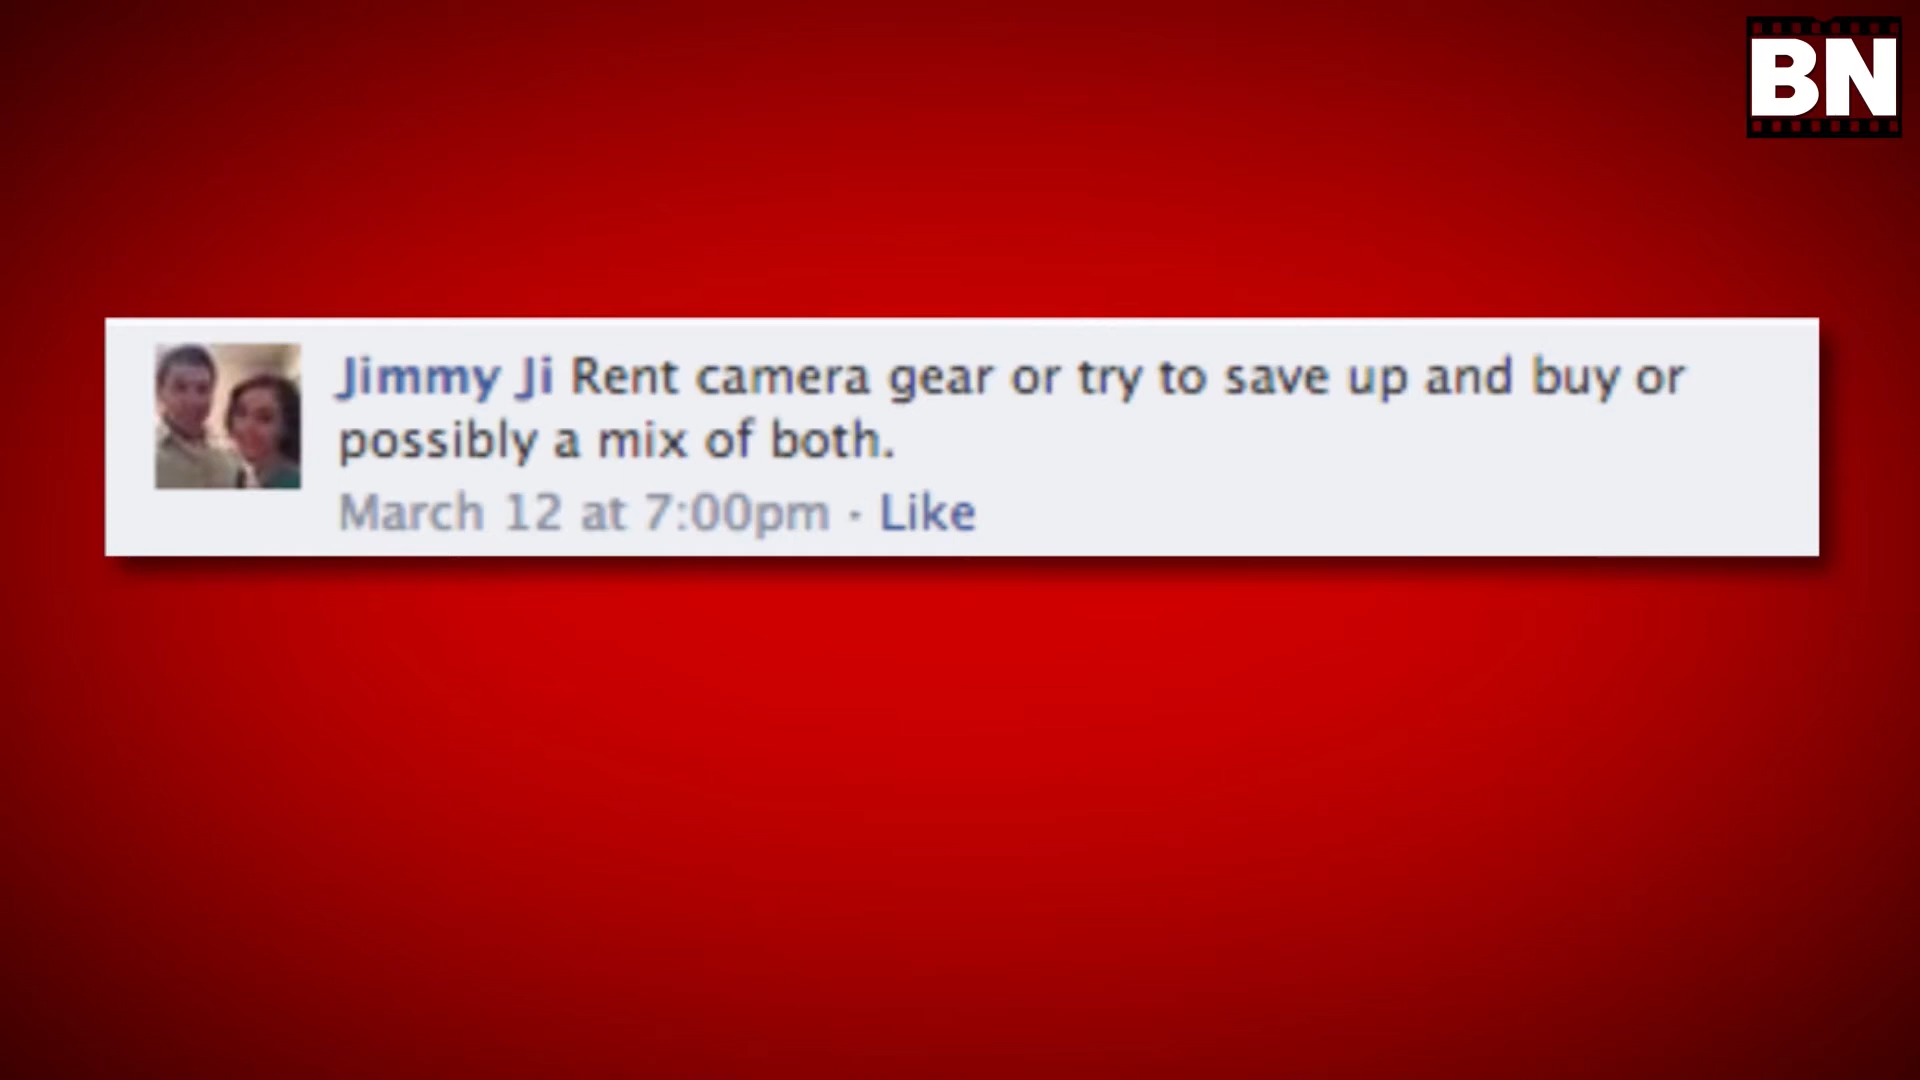 BN
Jimmy Ji Rent camera gear or try to save up and buy or
possibly a mix of both.
March 12 at 7:00pm · Like